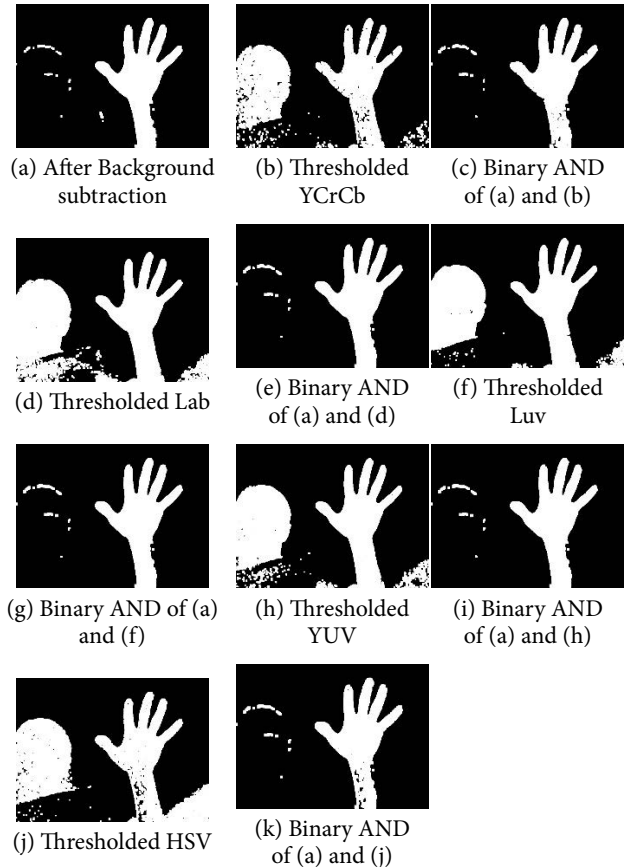 (a) After Background
subtraction
(b) Thresholded
YCrCb
(c) Binary AND
of (a) and (b)
(d) Thresholded Lab
(e) Binary AND
of (a) and (d)
(f) Thresholded
Luv
(g) Binary AND of (a)
and (f)
(h) Thresholded
YUV
(i) Binary AND
of (a) and (h)
(j) Thresholded HSV
(k) Binary AND
of (a) and (j)